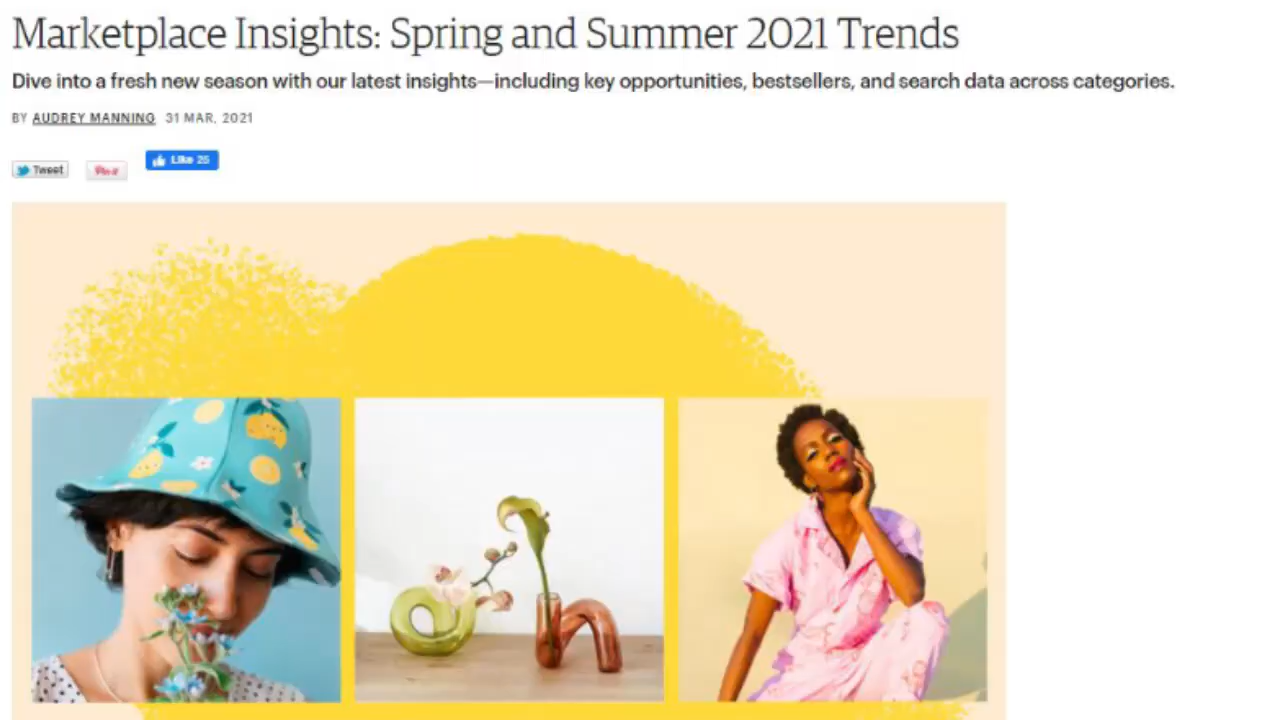 Marketplace Insights: Spring and Summer 2021 Trends
Dive into a fresh new season with our latest insights—including key opportunities, bestsellers, and search data across categories.
BY AUDREY MANNING 31 MAR, 2021
Tweet Pin it Like 25